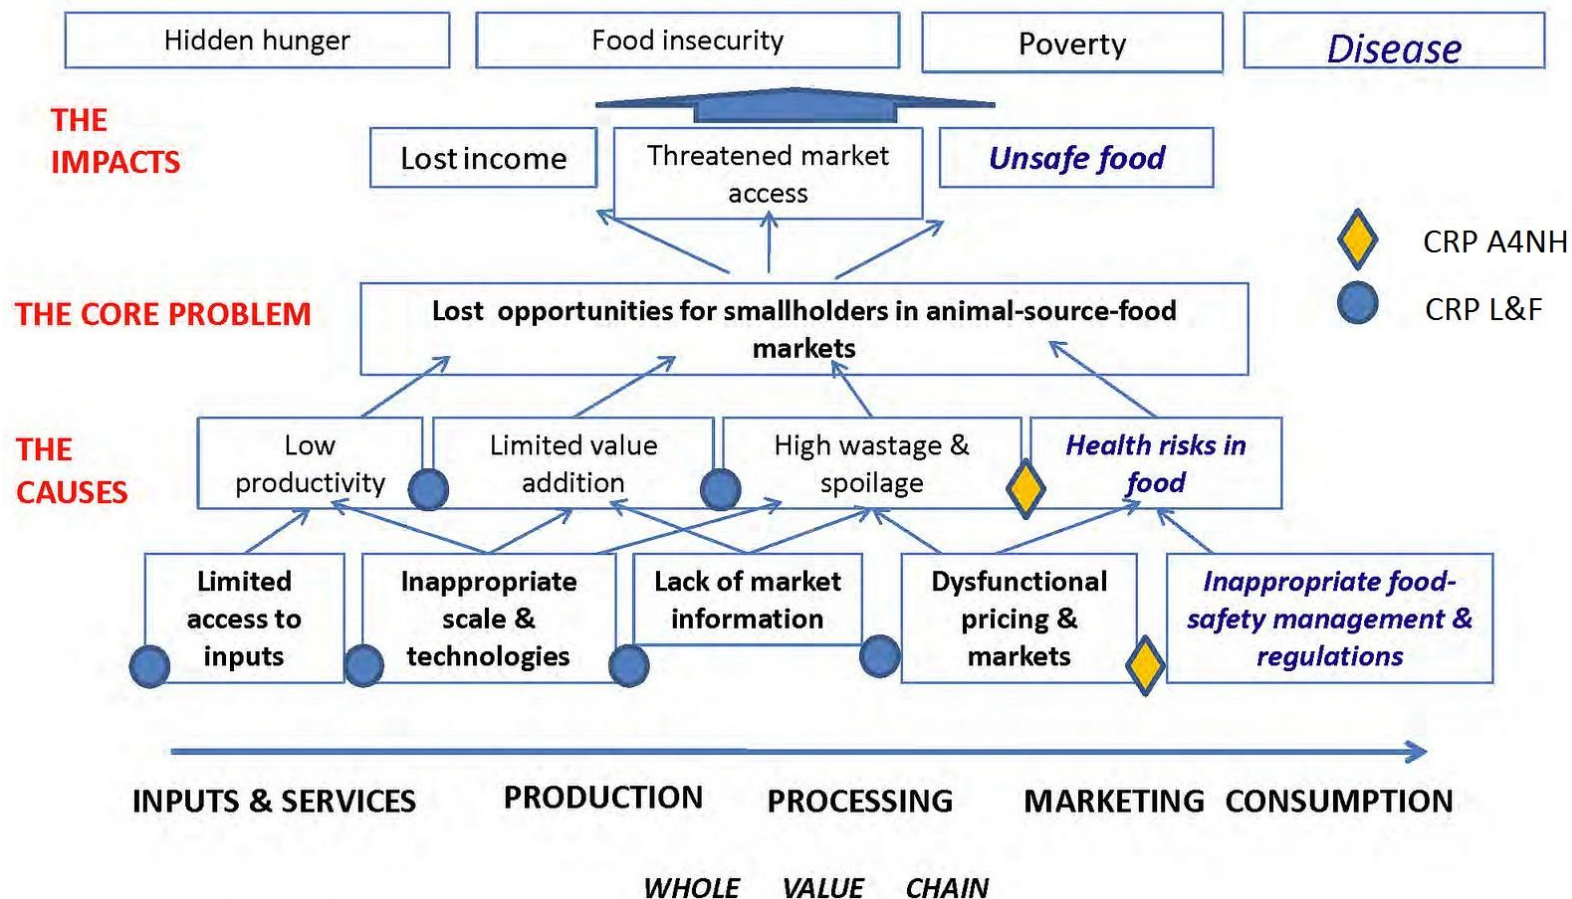 Hidden hunger
Food insecurity
Poverty
Disease
THE
IMPACTS
Lost income
Threatened market
access
Unsafe food
CRP A4NH
CRP L&F
THE CORE PROBLEM
Lost opportunities for smallholders in animal-source-food
markets
THE
CAUSES
Low
productivity
Limited value
addition
High wastage &
spoilage
Health risks in
food
Limited
access to
inputs
Inappropriate
scale &
technologies
Lack of market
information
Dysfunctional
pricing &
markets
Inappropriate food-
safety management &
regulations
INPUTS & SERVICES
PRODUCTION
PROCESSING
MARKETING
CONSUMPTION
WHOLE VALUE CHAIN